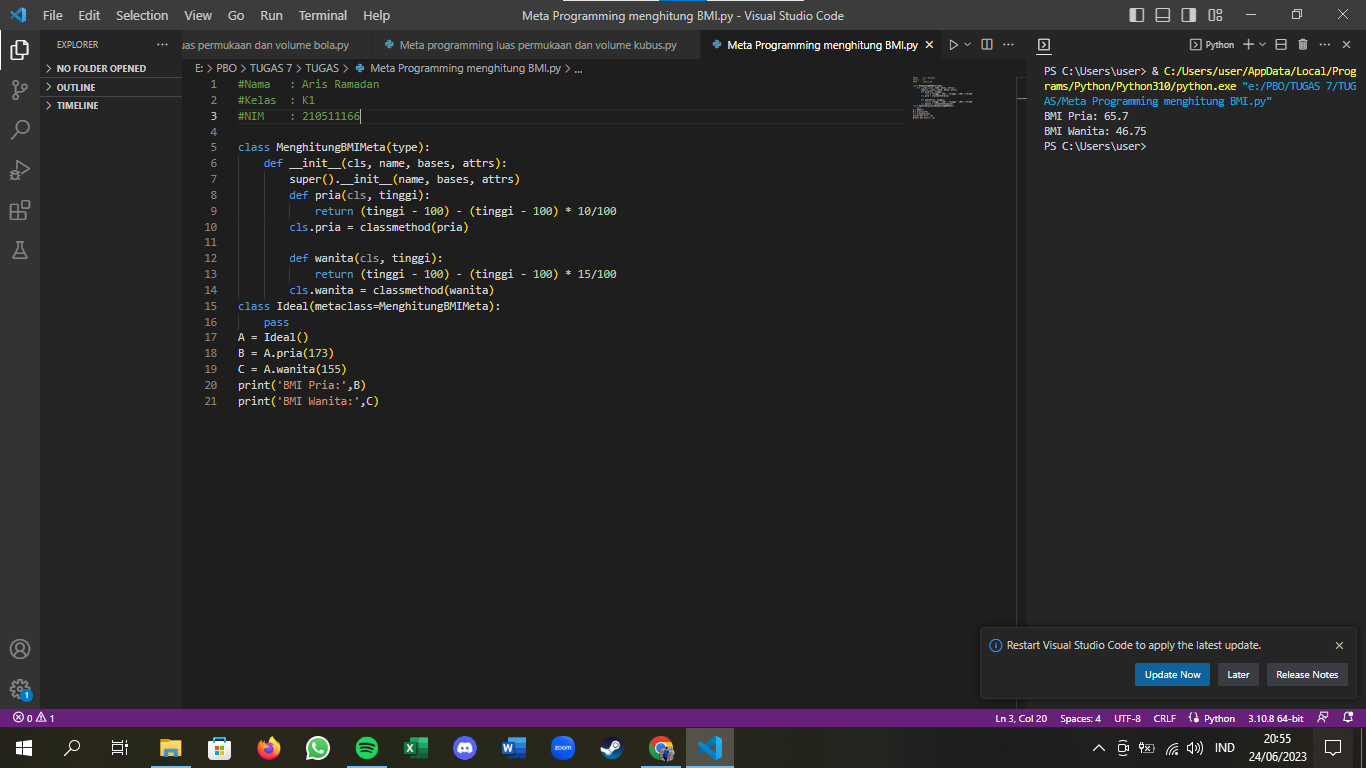 File Edit Selection View Go Run Terminal Help
Meta Programming menghitung BMI.py - Visual Studio Code
EXPLORER
NO FOLDER OPENED
OUTLINE
TIMELINE
uas permukaan dan volume bola.py
Meta programming luas permukaan dan volume kubus.py
Meta Programming menghitung BMI.py
E: > PBO > TUGAS 7 > TUGAS > Meta Programming menghitung BMI.py > ...
1 #Nama   : Aris Ramadan
2 #Kelas  : K1
3 #NIM    : 210511166
4
5 class MenghitungBMIMeta(type):
6     def __init__(cls, name, bases, attrs):
7         super().__init__(name, bases, attrs)
8         def pria(cls, tinggi):
9             return (tinggi - 100) - (tinggi - 100) * 10/100
10         cls.pria = classmethod(pria)
11
12         def wanita(cls, tinggi):
13             return (tinggi - 100) - (tinggi - 100) * 15/100
14         cls.wanita = classmethod(wanita)
15 class Ideal(metaclass=MenghitungBMIMeta):
16     pass
17 A = Ideal()
18 B = A.pria(173)
19 C = A.wanita(155)
20 print('BMI Pria:',B)
21 print('BMI Wanita:',C)
Python
PS C:\Users\user> & C:/Users/user/AppData/Local/Prog
rams/Python/Python310/python.exe "e:/PBO/TUGAS 7/TUG
AS/Meta Programming menghitung BMI.py"
BMI Pria: 65.7
BMI Wanita: 46.75
PS C:\Users\user>
Restart Visual Studio Code to apply the latest update.
Update Now
Later
Release Notes
1
0 1
Ln 3, Col 20
Spaces: 4
UTF-8
CRLF
Python
3.10.8 64-bit
zoom
IND
20:55
24/06/2023